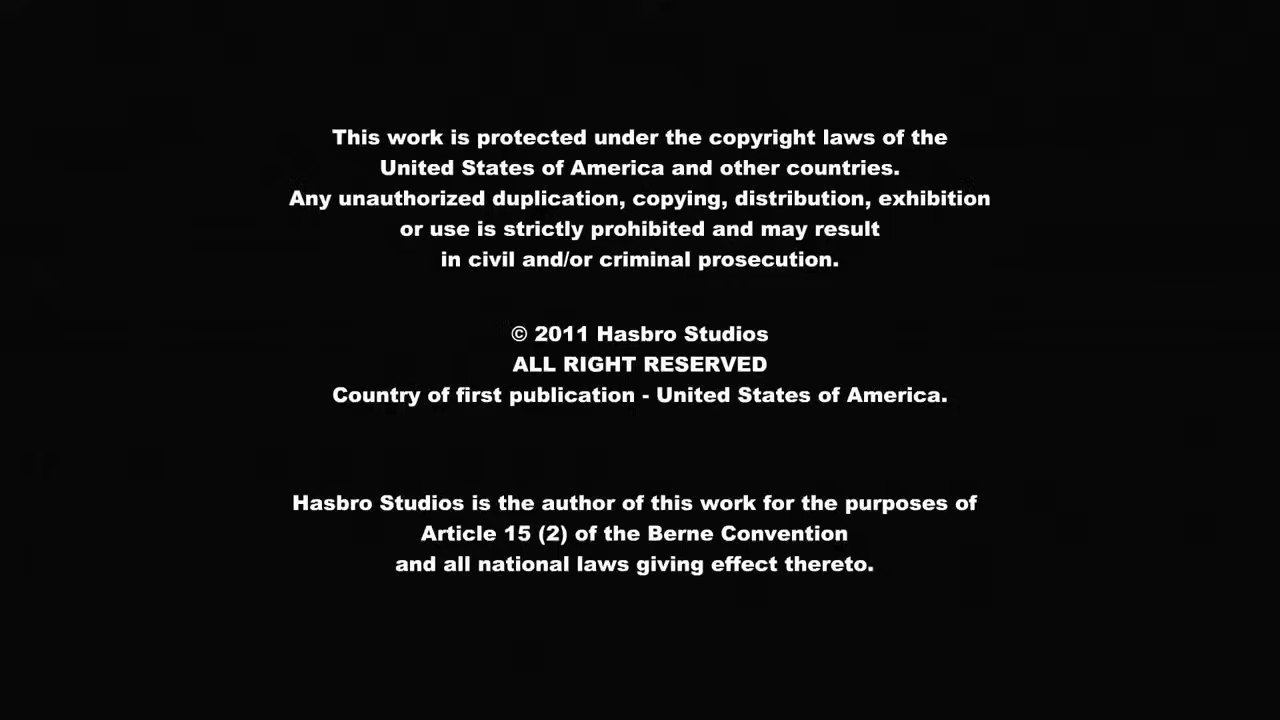 This work is protected under the copyright laws of the
United States of America and other countries.
Any unauthorized duplication, copying, distribution, exhibition
or use is strictly prohibited and may result
in civil and/or criminal prosecution.
© 2011 Hasbro Studios
ALL RIGHT RESERVED
Country of first publication - United States of America.
Hasbro Studios is the author of this work for the purposes of
Article 15 (2) of the Berne Convention
and all national laws giving effect thereto.